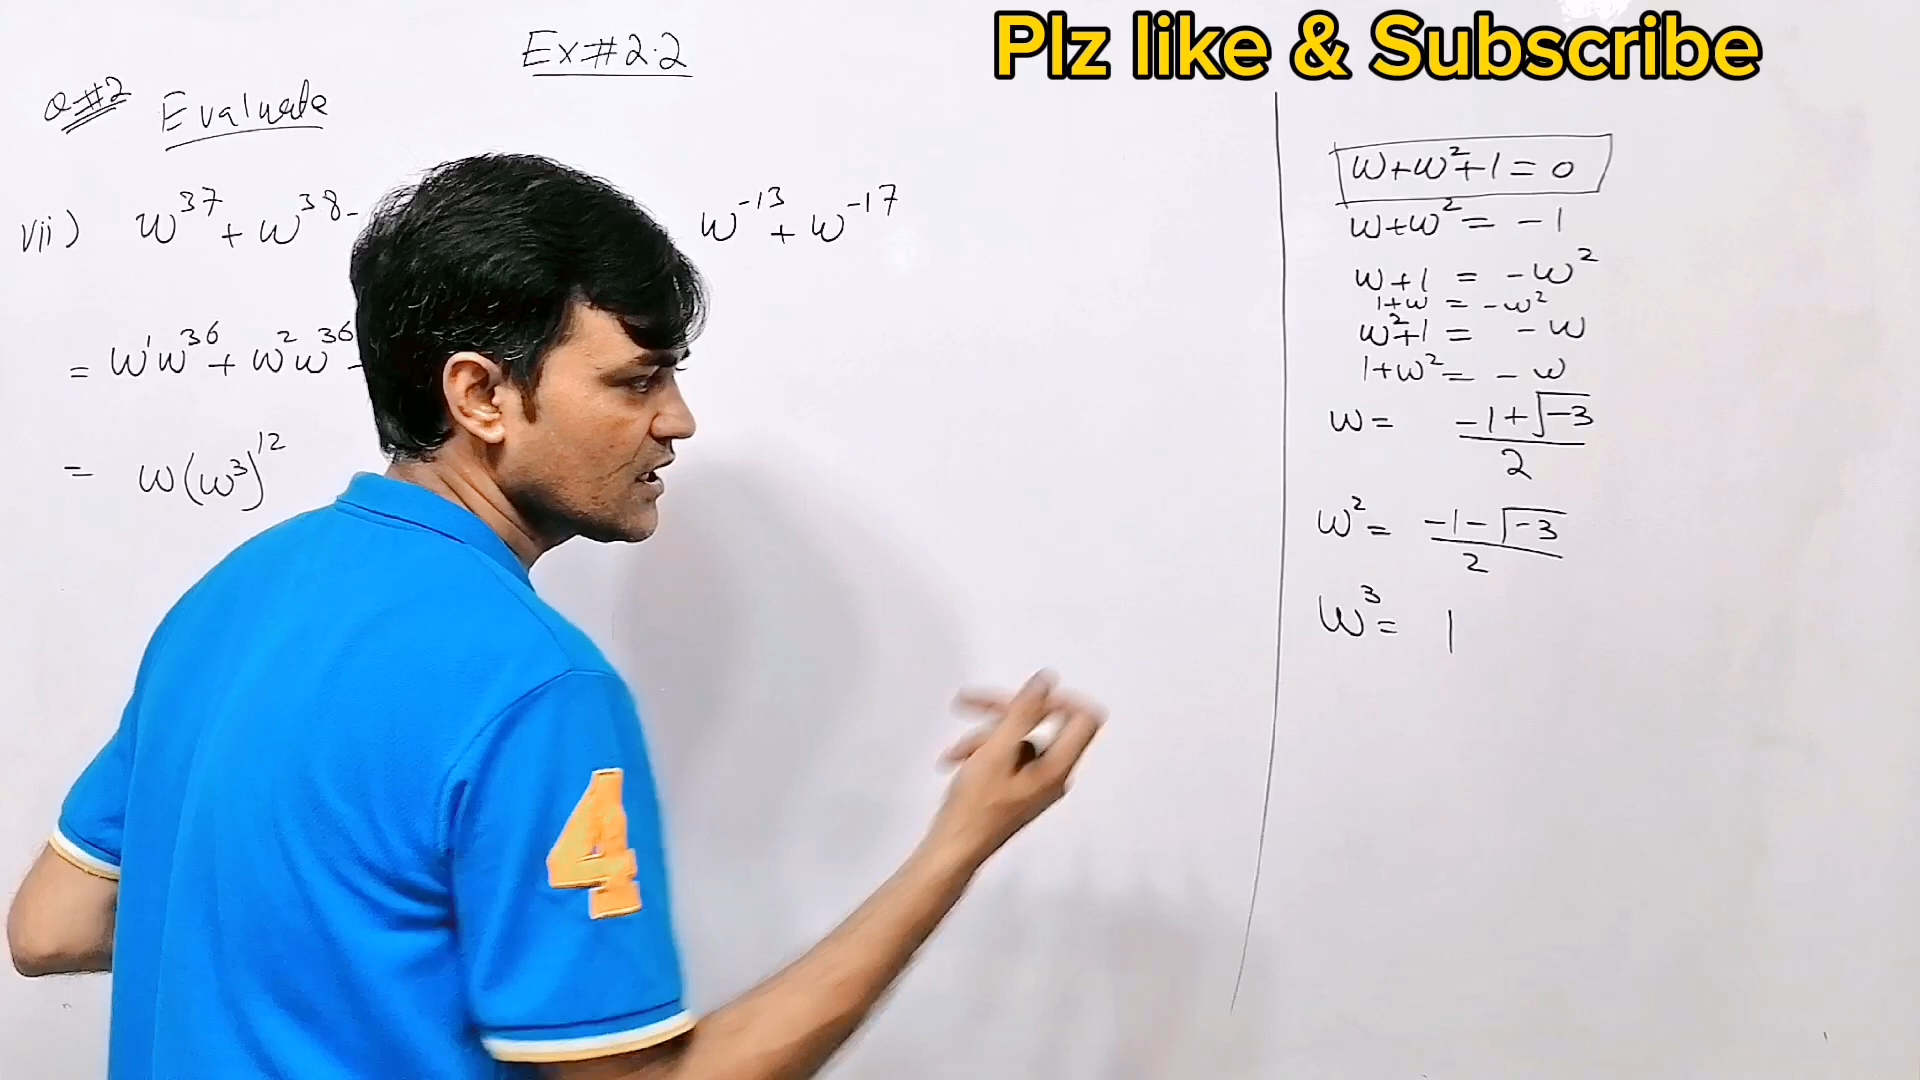 Plz like & Subscribe
Ex#2.2
Q#2 Evaluate
vii) w^37 + w^38 - w^-13 + w^-17
= w^1 w^36 + w^2 w^36 -
= w(w^3)^12
w+w^2+1=0
w+w^2 = -1
w+1 = -w^2
1+w = -w^2
w^2+1 = -w
1+w^2 = -w
w = (-1+√-3)/2
w^2 = (-1-√-3)/2
w^3 = 1
4